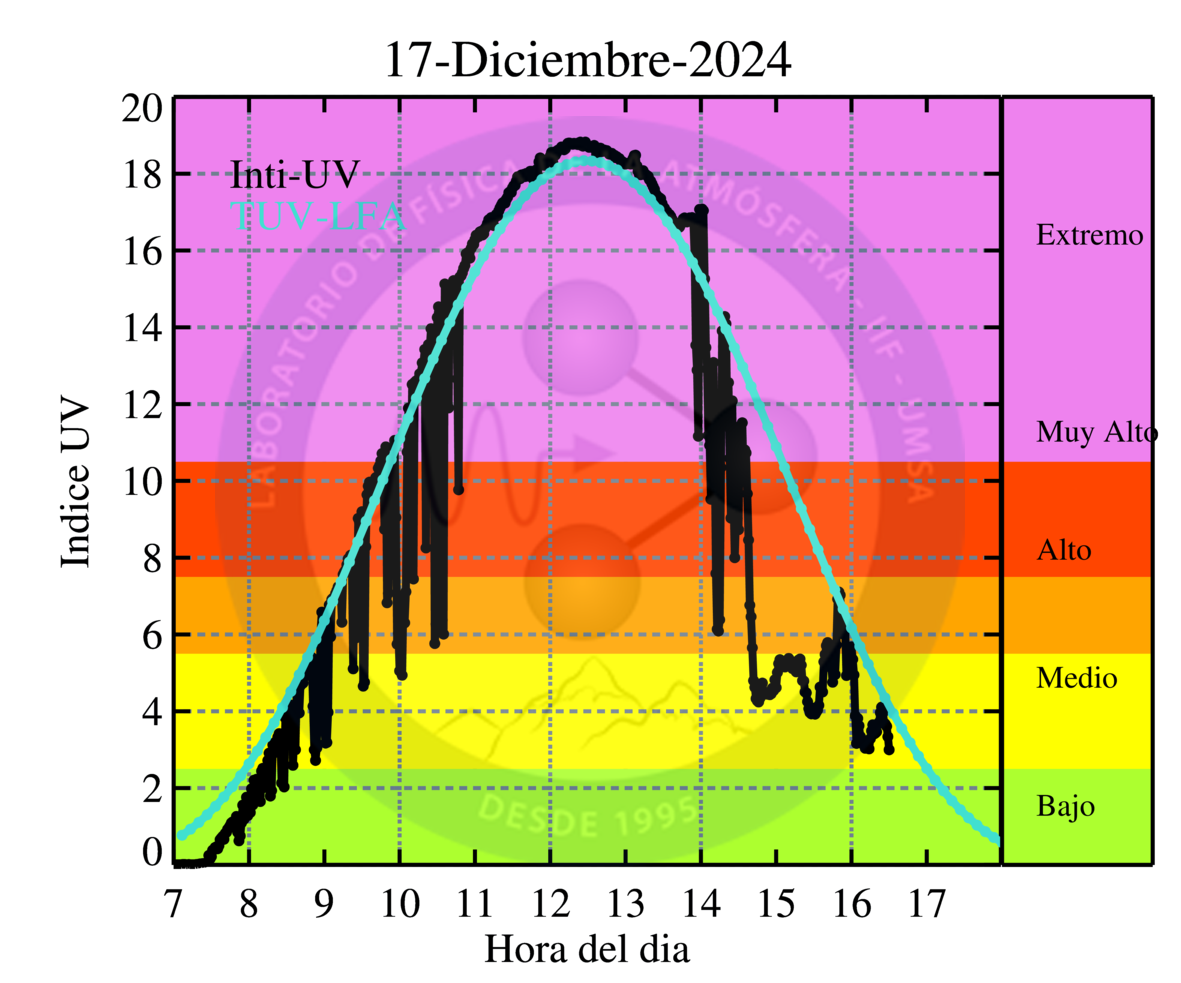 17-Diciembre-2024
20
18
16
14
12
10
8
6
4
2
0
Indice UV
Inti-UV
TUV-LFA
LABORATORIO DE FÍSICA DE LA ATMÓSFERA - IIF - UMSA
DESDE 1995
Extremo
Muy Alto
Alto
Medio
Bajo
7 8 9 10 11 12 13 14 15 16 17
Hora del dia